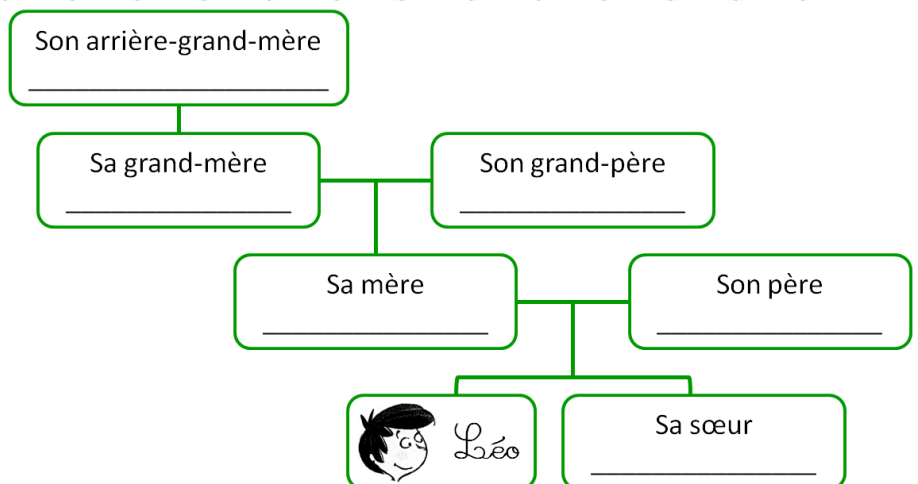 Son arrière-grand-mère
Sa grand-mère
Son grand-père
Sa mère
Son père
Léo
Sa sœur